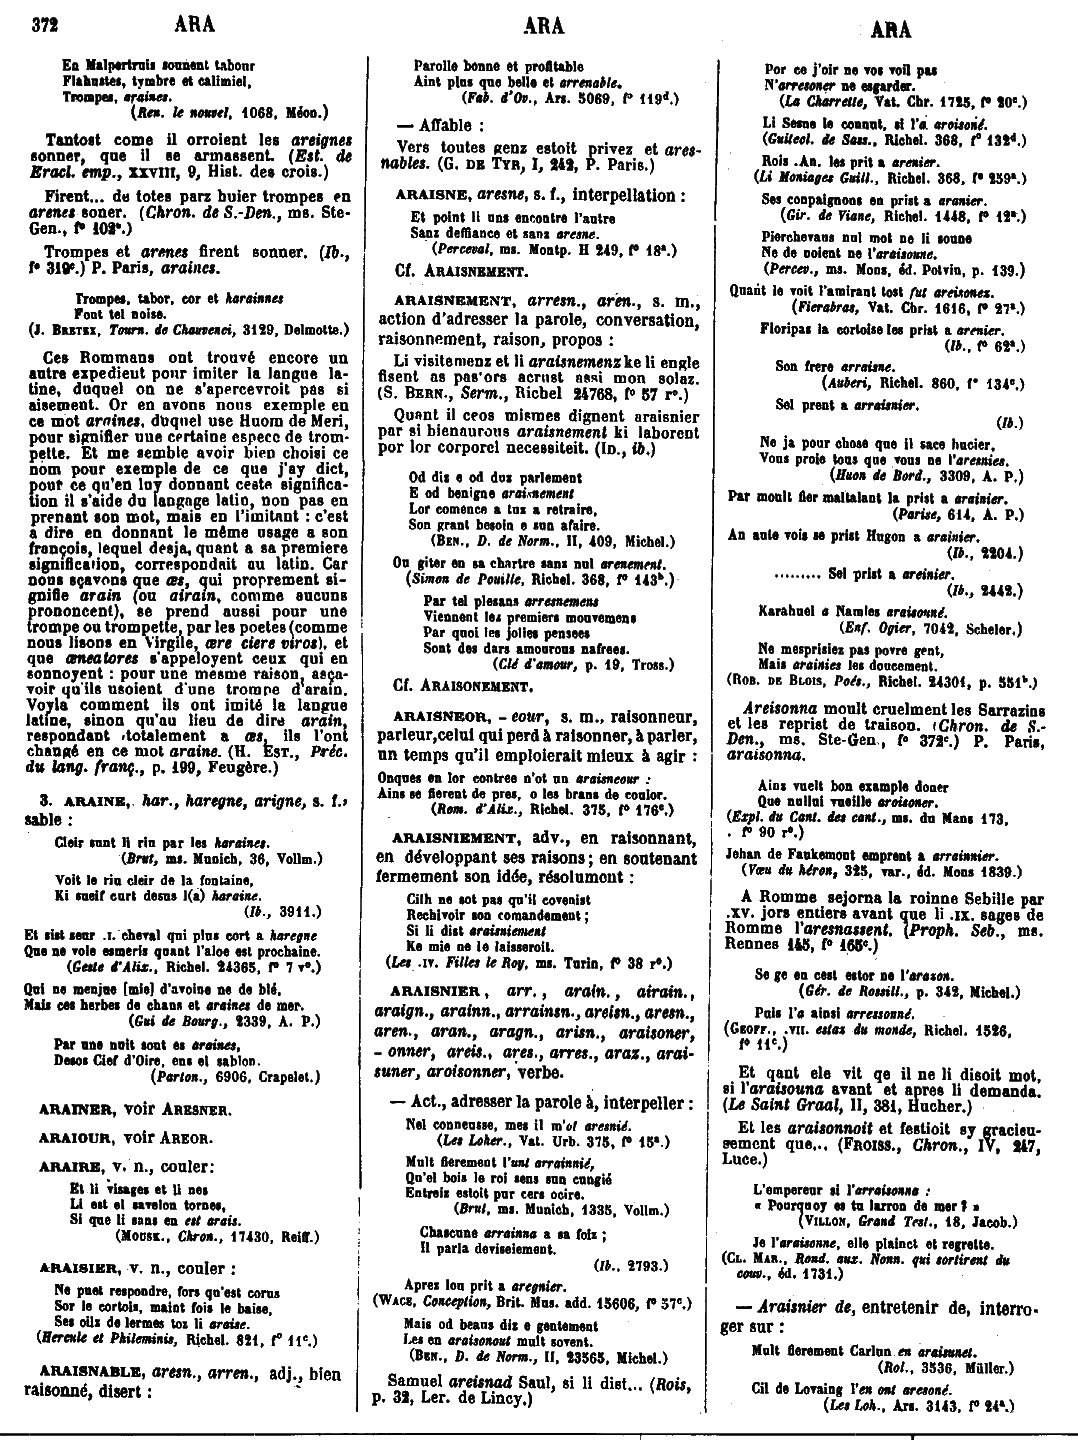 372 ARA ARA ARA
En Malpertruis sonnent tabour
Flahustes, tymbre et calimiel,
Trompes, araines.
(Ren. le nouvel, 1068, Méon.)
Tantost come il orroient les areignes
sonner, que il se armassent. (Est. de
Eracl. emp., XXVIII, 9, Hist. des crois.)
Firent... de totes parz huier trompes en
arenes soner. (Chron. de S.-Den., ms. Ste-
Gen., f° 102ª.)
Trompes et arenes firent sonner. (Ib.,
f° 319c.) P. Paris, araines.
Trompes, tabor, cor et harainnes
Font tel noise.
(J. BRETEX, Tourn. de Chauvenci, 3129, Delmotte.)
Ces Rommans ont trouvé encore un
autre expedieut pour imiter la langue la-
tine, duquel on ne s'apercevroit pas si
aisement. Or en avons nous exemple en
ce mot araines, duquel use Huom de Meri,
pour signifier une certaine espece de trom-
pette. Et me semble avoir bien choisi ce
nom pour exemple de ce que j'ay dict,
pour ce qu'en luy donnant ceste significa-
tion il s'aide du langage latin, non pas en
prenant son mot, mais en l'imitant : c'est
a dire en donnant le même usage a son
françois, lequel desja, quant a sa premiere
signification, correspondait au latin. Car
nous sçavons que æs, qui proprement si-
gnifie arain (ou airain, comme aucuns
prononcent), se prend aussi pour une
trompe ou trompette, par les poetes (comme
nous lisons en Virgile, ære ciere viros), et
que æneatores s'appeloyent ceux qui en
sonnoyent : pour une mesme raison, asça-
voir qu'ils usoient d'une trompe d'arain.
Voyla comment ils ont imité la langue
latine, sinon qu'au lieu de dire arain,
respondant totalement a æs, ils l'ont
changé en ce mot araine. (H. EST., Préc.
du lang. franç., p. 199, Feugère.)
3. ARAINE, har., haregne, arigne, s. f.,
sable :
Cleir sunt li riu par les haraines.
(Brut, ms. Munich, 36, Vollm.)
Voit le riu cleir de la fontaine,
Ki suelf curt desus l(a) haraine.
(Ib., 3911.)
Et sist seur .I. cheval qui plus cort a haregne
Que ne vole esmeris quant l'aloe est prochaine.
(Geste d'Alix., Richel. 24365, f° 7 v°.)
Qui ne menjue [mie] d'avoine ne de blé,
Mais ces herbes de chans et araines de mer.
(Gui de Bourg., 2339, A. P.)
Par une nuit sont es araines,
Desos Clef d'Oire, ens el sablon.
(Parton., 6906, Crapelet.)
ARAINER, voir ARESNER.
ARAIOUR, voir AREOR.
ARAIRE, v. n., couler:
Et li visages et li nes
Li est el savelon tornes,
Si que li sans en est arais.
(MOUSK., Chron., 17430, Reiff.)
ARAISIER, v. n., couler :
Ne puet respondre, fors qu'est corus
Sor le cortois, maint fois le baise,
Ses oilz de lermes toz li araise.
(Hercule et Phileminis, Richel. 821, f° 11c.)
ARAISNABLE, aresn., arren., adj., bien
raisonné, disert :
Parolle bonne et profitable
Aint plus que belle et arrenable.
(Fab. d'Ov., Ars. 5069, f° 119d.)
— Affable :
Vers toutes genz estoit privez et ares-
nables. (G. DE TYR, I, 242, P. Paris.)
ARAISNE, aresne, s. f., interpellation :
Et point li uns encontre l'autre
Sanz deffiance et sanz aresne.
(Perceval, ms. Montp. H 249, f° 18ª.)
Cf. ARAISNEMENT.
ARAISNEMENT, arresn., aren., s. m.,
action d'adresser la parole, conversation,
raisonnement, raison, propos :
Li visitemenz et li araisnemenz ke li engle
fisent as pas'ors acrust assi mon solaz.
(S. BERN., Serm., Richel 24768, f° 57 r°.)
Quant il ceos mismes dignent araisnier
par si bienaurous araisnement ki laborent
por lor corporel necessiteit. (ID., ib.)
Od diz e od duz parlement
E od benigne araisnement
Lor comence a tuz a retraire,
Son grant besoin e sun afaire.
(BEN., D. de Norm., II, 409, Michel.)
Ou giter en sa chartre sans nul arenement.
(Simon de Pouille, Richel. 368, f° 143b.)
Par tel plesans arresnemens
Viennent lez premiers mouvemens
Par quoi les jolies pensees
Sont des dars amourous nafrees.
(Clé d'amour, p. 19, Tross.)
Cf. ARAISONEMENT.
ARAISNEOR, - eour, s. m., raisonneur,
parleur, celui qui perd à raisonner, à parler,
un temps qu'il emploierait mieux à agir :
Onques en lor contree n'ot un araisneour :
Ains se fierent de pres, o les brans de coulor.
(Rom. d'Alix., Richel. 375, f° 176c.)
ARAISNIEMENT, adv., en raisonnant,
en développant ses raisons ; en soutenant
fermement son idée, résolument :
Cilh ne sot pas qu'il covenist
Rechivoir son comandement ;
Si li dist araisniement
Ke mie ne le laisseroit.
(Les .IV. Filles le Roy, ms. Turin, f° 38 r°.)
ARAISNIER, arr., arain., airain.,
araign., arainn., arrainsn., areisn., aresn.,
aren., aran., aragn., arisn., araisoner,
- onner, areis., ares., arres., araz., arai-
suner, aroisonner, verbe.
— Act., adresser la parole à, interpeller :
Nel conneusse, mes il m'ot aresnié.
(Les Loher., Vat. Urb. 375, f° 15ª.)
Mult fierement l'unt arrainnié,
Qu'el bois le roi sens sun congié
Entreis estoit pur cers ocire.
(Brut, ms. Munich, 1335, Vollm.)
Chascune arrainna a sa foiz ;
Il parla deviseiement.
(Ib., 2793.)
Aprez lou prit a aregnier.
(WACE, Conception, Brit. Mus. add. 15606, f° 57c.)
Mais od beaus diz e gentement
Les en araisonout mult sovent.
(BEN., D. de Norm., II, 23565, Michel.)
Samuel areisnad Saul, si li dist... (Rois,
p. 32, Ler. de Lincy.)
Por ce j'oir ne vos voil pas
N'arresoner ne esgarder.
(La Charrette, Vat. Chr. 1725, f° 20c.)
Li Sesne le connut, si l'a aroisoné.
(Guiteol. de Sass., Richel. 368, f° 132d.)
Rois .An. les prit a arenier.
(Li Moniages Guill., Richel. 368, f° 259ª.)
Ses conpaignons en prist a aranier.
(Gir. de Viane, Richel. 1448, f° 12ª.)
Pierchevaus nul mot ne li soune
Ne de noient ne l'araisoune.
(Percev., ms. Mons, éd. Potvin, p. 139.)
Quant le voit l'amirant tost fut areixonez.
(Fierabras, Vat. Chr. 1616, f° 27ª.)
Floripas la cortoise les prist a arenier.
(Ib., f° 62ª.)
Son frere arraisne.
(Auberi, Richel. 860, f° 134c.)
Sel prent a arraisnier.
(Ib.)
Ne ja pour chose que il sace hucier,
Vous proie tous que vous ne l'aresnies.
(Huon de Bord., 3309, A. P.)
Par moult fier maltalant la prist a arainier.
(Parise, 614, A. P.)
An aute vois se prist Hugon a arainier.
(Ib., 2204.)
......... Sel prist a areinier.
(Ib., 2442.)
Karahuel a Namles araisouné.
(Enf. Ogier, 7042, Scheler.)
Ne mesprisiez pas povre gent,
Mais arainies les doucement.
(ROB. DE BLOIS, Poés., Richel. 24301, p. 551b.)
Areisona moult cruelment les Sarrazins
et les reprist de traison. (Chron. de S.-
Den., ms. Ste-Gen., f° 372c.) P. Paris,
araisonna.
Ains vuelt bon example doner
Que nullui vueille aroisoner.
(Expl. du Cant. des cant., ms. du Mans 173,
f° 90 r°.)
Jehan de Faukemont emprent a arrainnier.
(Vœu du héron, 325, var., éd. Mons 1839.)
A Romme sejorna la roinne Sebille par
.XV. jors entiers avant que li .IX. sages de
Romme l'aresnassent. (Proph. Seb., ms.
Rennes 145, f° 165c.)
Se ge en cest estor ne l'arazon.
(Gér. de Rossill., p. 342, Michel.)
Puis l'a ainsi arressonné.
(GEOFF., .VII. estaz du monde, Richel. 1526,
f° 11c.)
Et qant ele vit qe il ne li disoit mot,
si l'araisouna avant et apres li demanda.
(Le Saint Graal, II, 381, Hucher.)
Et les araisonnoit et festioit sy gracieu-
sement que... (FROISS., Chron., IV, 247,
Luce.)
L'empereur si l'arraisonna :
« Pourquoy es tu larron de mer ? »
(VILLON, Grand Test., 18, Jacob.)
Je l'araisonne, elle plainct et regrette.
(CL. MAR., Rond. aux. Nonn. qui sortirent du
couv., éd. 1731.)
— Araisnier de, entretenir de, interro-
ger sur :
Mult fierement Carlun en araisunet.
(Rol., 3536, Müller.)
Cil de Loraing l'en ont aresoné.
(Les Loh., Ars. 3143, f° 24ª.)